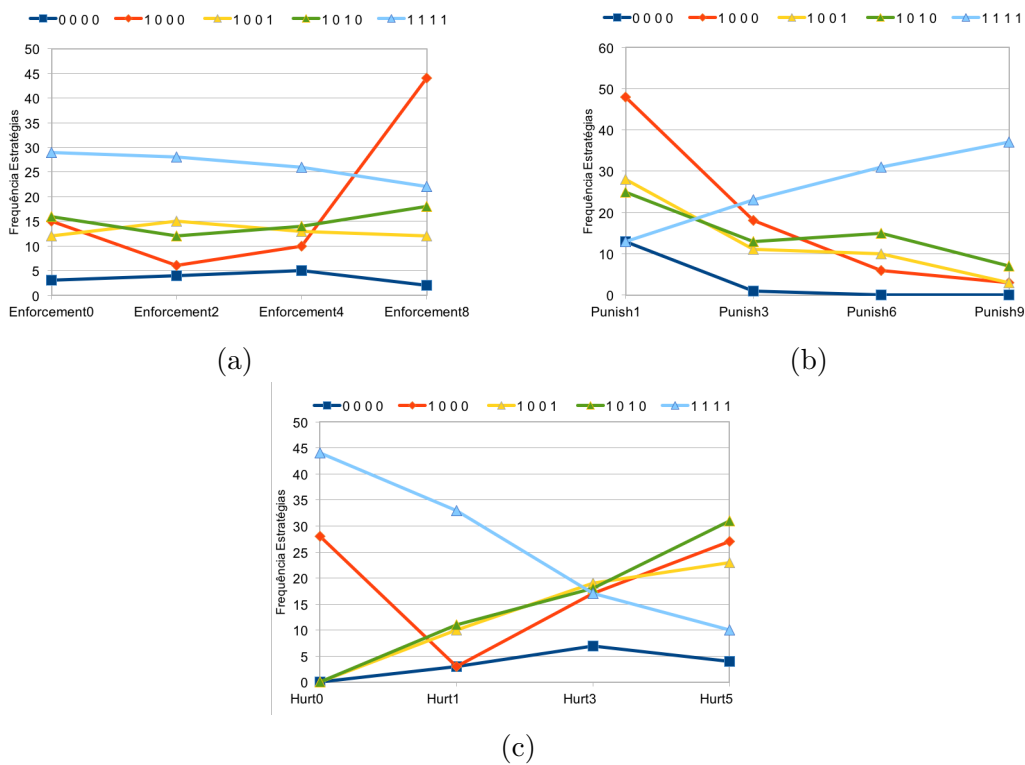 0 0 0 0 1 0 0 0 1 0 0 1 1 0 1 0 1 1 1 1
Frequência Estratégias
50
45
40
35
30
25
20
15
10
5
0
Enforcement0 Enforcement2 Enforcement4 Enforcement8
(a)
0 0 0 0 1 0 0 0 1 0 0 1 1 0 1 0 1 1 1 1
Frequência Estratégias
60
50
40
30
20
10
0
Punish1 Punish3 Punish6 Punish9
(b)
0 0 0 0 1 0 0 0 1 0 0 1 1 0 1 0 1 1 1 1
Frequência Estratégias
50
45
40
35
30
25
20
15
10
5
0
Hurt0 Hurt1 Hurt3 Hurt5
(c)